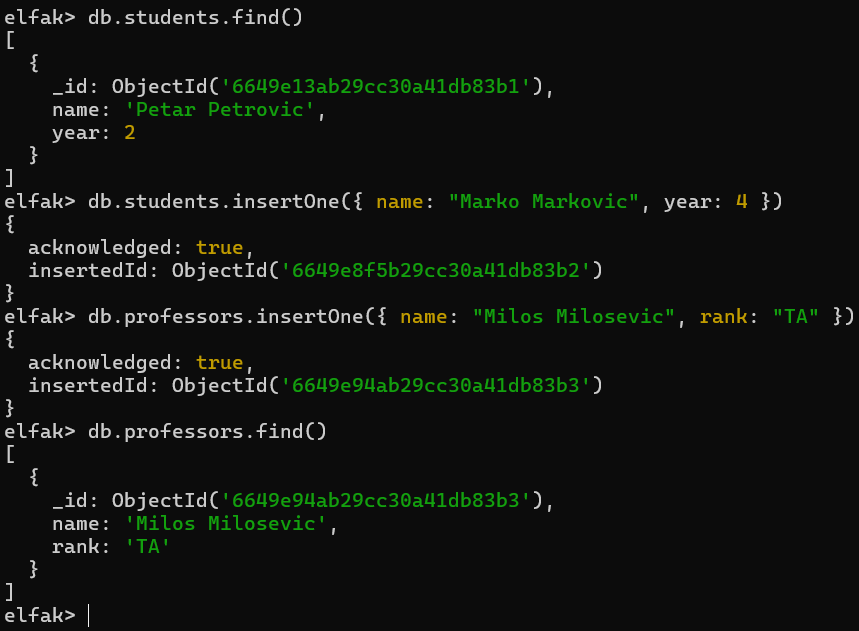 elfak> db.students.find()
[
  {
    _id: ObjectId('6649e13ab29cc30a41db83b1'),
    name: 'Petar Petrovic',
    year: 2
  }
]
elfak> db.students.insertOne({ name: "Marko Markovic", year: 4 })
{
  acknowledged: true,
  insertedId: ObjectId('6649e8f5b29cc30a41db83b2')
}
elfak> db.professors.insertOne({ name: "Milos Milosevic", rank: "TA" })
{
  acknowledged: true,
  insertedId: ObjectId('6649e94ab29cc30a41db83b3')
}
elfak> db.professors.find()
[
  {
    _id: ObjectId('6649e94ab29cc30a41db83b3'),
    name: 'Milos Milosevic',
    rank: 'TA'
  }
]
elfak>